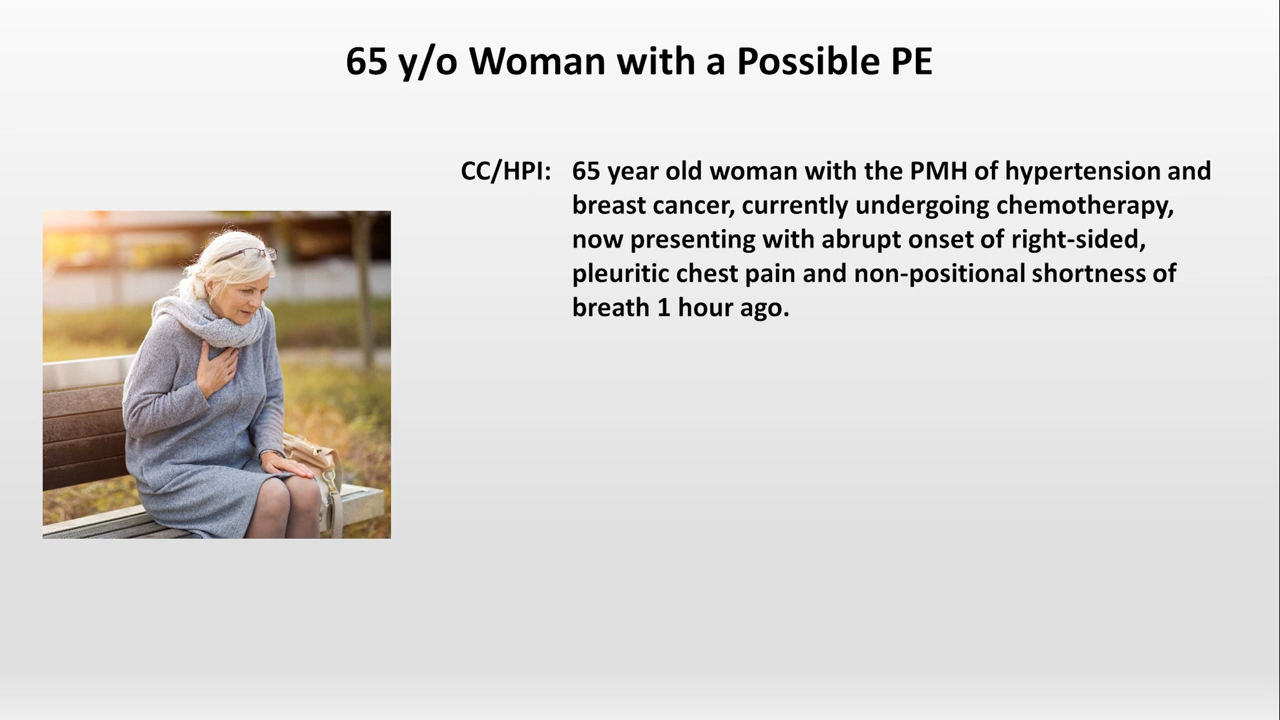 65 y/o Woman with a Possible PE
CC/HPI: 65 year old woman with the PMH of hypertension and
breast cancer, currently undergoing chemotherapy,
now presenting with abrupt onset of right-sided,
pleuritic chest pain and non-positional shortness of
breath 1 hour ago.